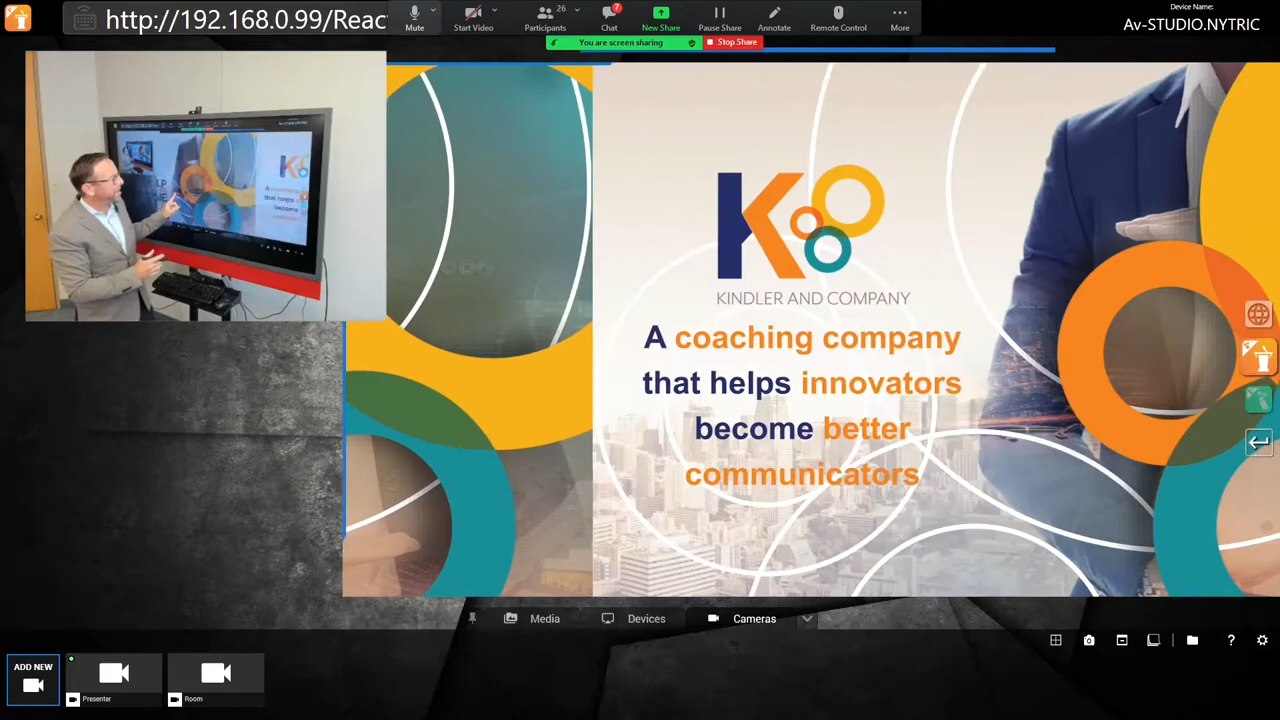 http://192.168.0.99/Reac
Mute
Start Video
26
Participants
7
Chat
New Share
Pause Share
Annotate
Remote Control
More
Device Name:
Av-STUDIO.NYTRIC
You are screen sharing
Stop Share
K
KINDLER AND COMPANY
A coaching company
that helps innovators
become better
communicators
Media
Devices
Cameras
ADD NEW
Presenter
Room
?